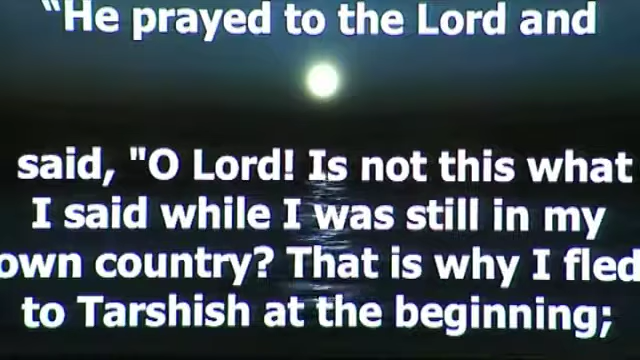 “He prayed to the Lord and
said, "O Lord! Is not this what
I said while I was still in my
own country? That is why I fled
to Tarshish at the beginning;